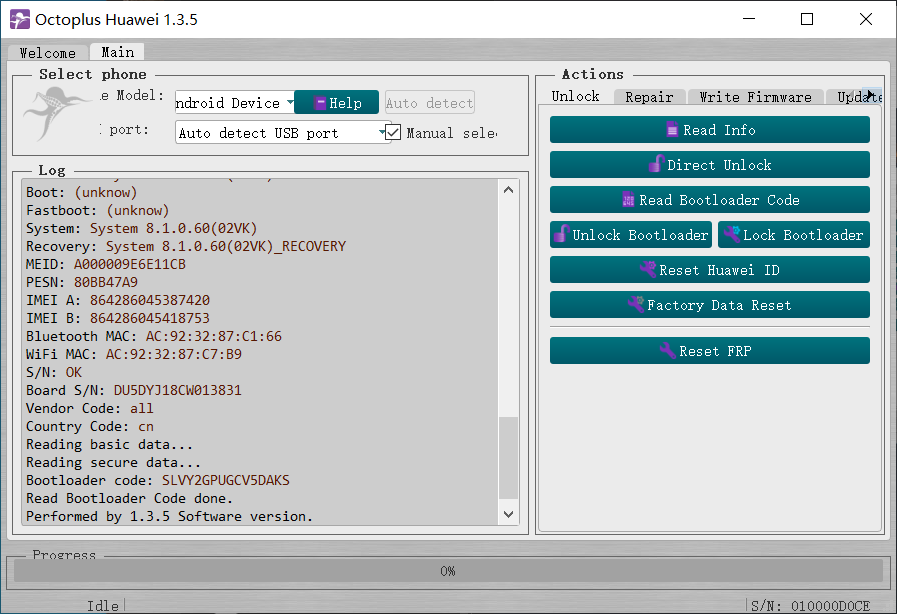 Octoplus Huawei 1.3.5
Welcome Main
Select phone
e Model: ndroid Device Help Auto detect
port: Auto detect USB port Manual sele
Log
Boot: (unknow)
Fastboot: (unknow)
System: System 8.1.0.60(02VK)
Recovery: System 8.1.0.60(02VK)_RECOVERY
MEID: A000009E6E11CB
PESN: 80BB47A9
IMEI A: 864286045387420
IMEI B: 864286045418753
Bluetooth MAC: AC:92:32:87:C1:66
WiFi MAC: AC:92:32:87:C7:B9
S/N: OK
Board S/N: DU5DYJ18CW013831
Vendor Code: all
Country Code: cn
Reading basic data...
Reading secure data...
Bootloader code: SLVY2GPUGCV5DAKS
Read Bootloader Code done.
Performed by 1.3.5 Software version.
Actions
Unlock Repair Write Firmware Update
Read Info
Direct Unlock
Read Bootloader Code
Unlock Bootloader Lock Bootloader
Reset Huawei ID
Factory Data Reset
Reset FRP
Progress
0%
Idle S/N: 010000D0CE